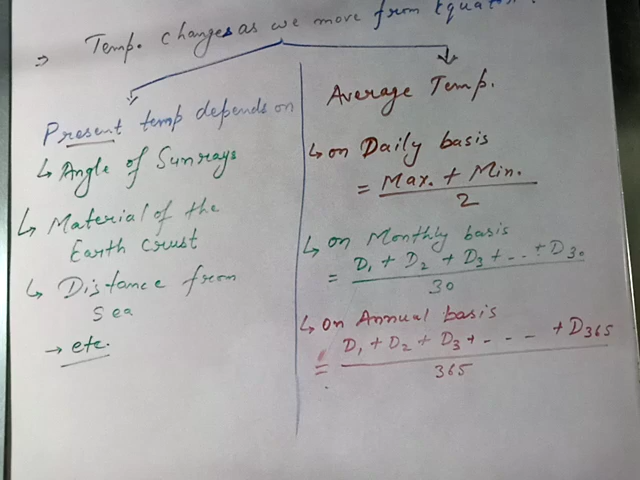 ⇒ Temp. changes as we move from Equator.
Present temp depends on
↳ Angle of Sunrays
↳ Material of the
Earth crust
↳ Distance from
sea
→ etc.
Average Temp.
↳ on Daily basis
= Max. + Min.
2
↳ on Monthly basis
= D₁ + D₂ + D₃ + - - + D₃₀
30
↳ on Annual basis
= D₁ + D₂ + D₃ + - - - + D₃₆₅
365